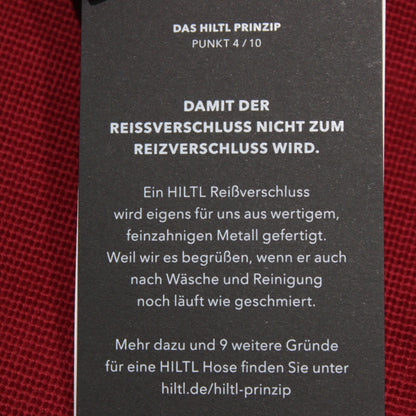 DAS HILTL PRINZIP
PUNKT 4 / 10
DAMIT DER
REISSVERSCHLUSS NICHT ZUM
REIZVERSCHLUSS WIRD.
Ein HILTL Reißverschluss
wird eigens für uns aus wertigem,
feinzahnigen Metall gefertigt.
Weil wir es begrüßen, wenn er auch
nach Wäsche und Reinigung
noch läuft wie geschmiert.
Mehr dazu und 9 weitere Gründe
für eine HILTL Hose finden Sie unter
hiltl.de/hiltl-prinzip